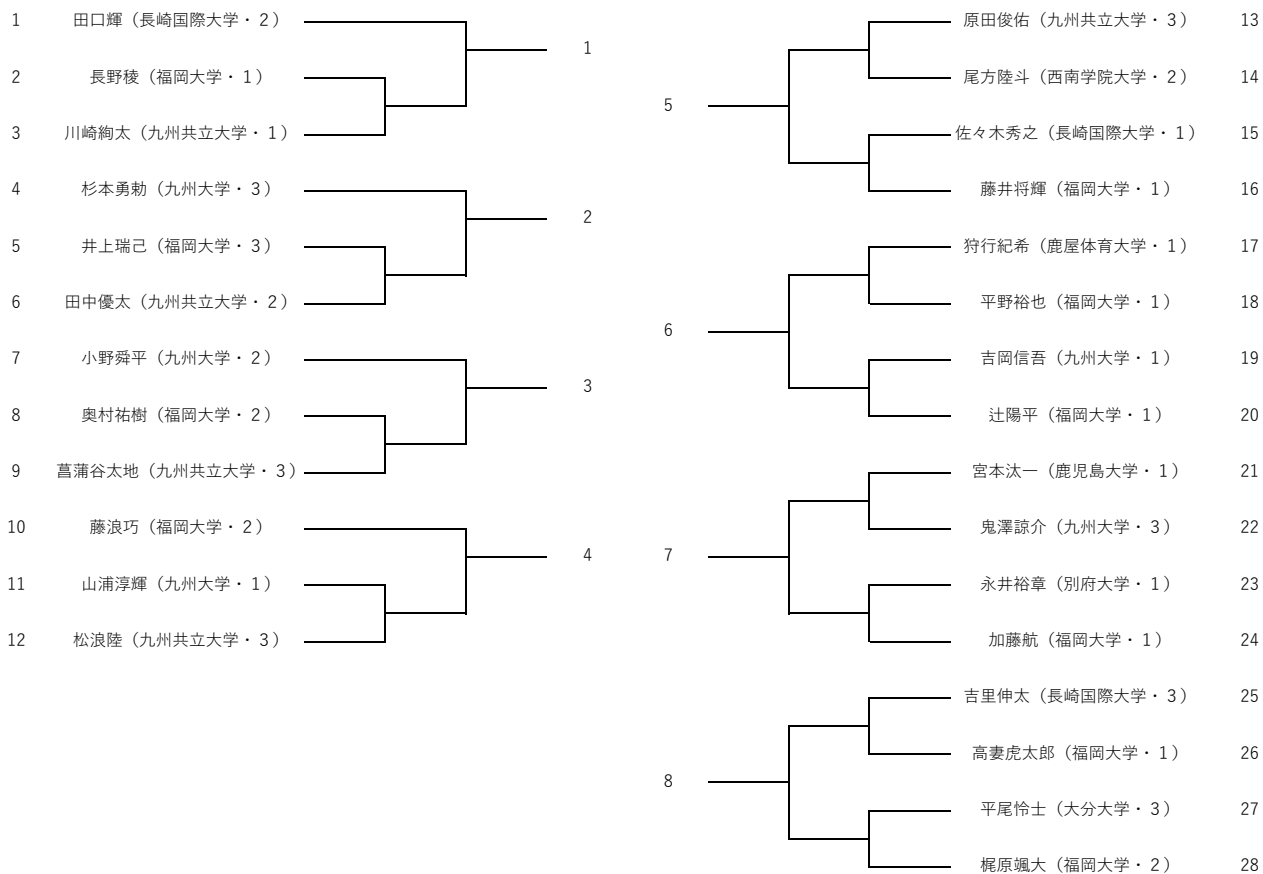 1 田口輝（長崎国際大学・２）
2 長野稜（福岡大学・１）
3 川崎絢太（九州共立大学・１）
1
4 杉本勇勅（九州大学・３）
5 井上瑞己（福岡大学・３）
6 田中優太（九州共立大学・２）
2
7 小野舜平（九州大学・２）
8 奥村祐樹（福岡大学・２）
9 菖蒲谷太地（九州共立大学・３）
3
10 藤浪巧（福岡大学・２）
11 山浦淳輝（九州大学・１）
12 松浪陸（九州共立大学・３）
4
5
原田俊佑（九州共立大学・３） 13
尾方陸斗（西南学院大学・２） 14
佐々木秀之（長崎国際大学・１） 15
藤井将輝（福岡大学・１） 16
6
狩行紀希（鹿屋体育大学・１） 17
平野裕也（福岡大学・１） 18
吉岡信吾（九州大学・１） 19
辻陽平（福岡大学・１） 20
7
宮本汰一（鹿児島大学・１） 21
鬼澤諒介（九州大学・３） 22
永井裕章（別府大学・１） 23
加藤航（福岡大学・１） 24
8
吉里伸太（長崎国際大学・３） 25
高妻虎太郎（福岡大学・１） 26
平尾怜士（大分大学・３） 27
梶原颯大（福岡大学・２） 28